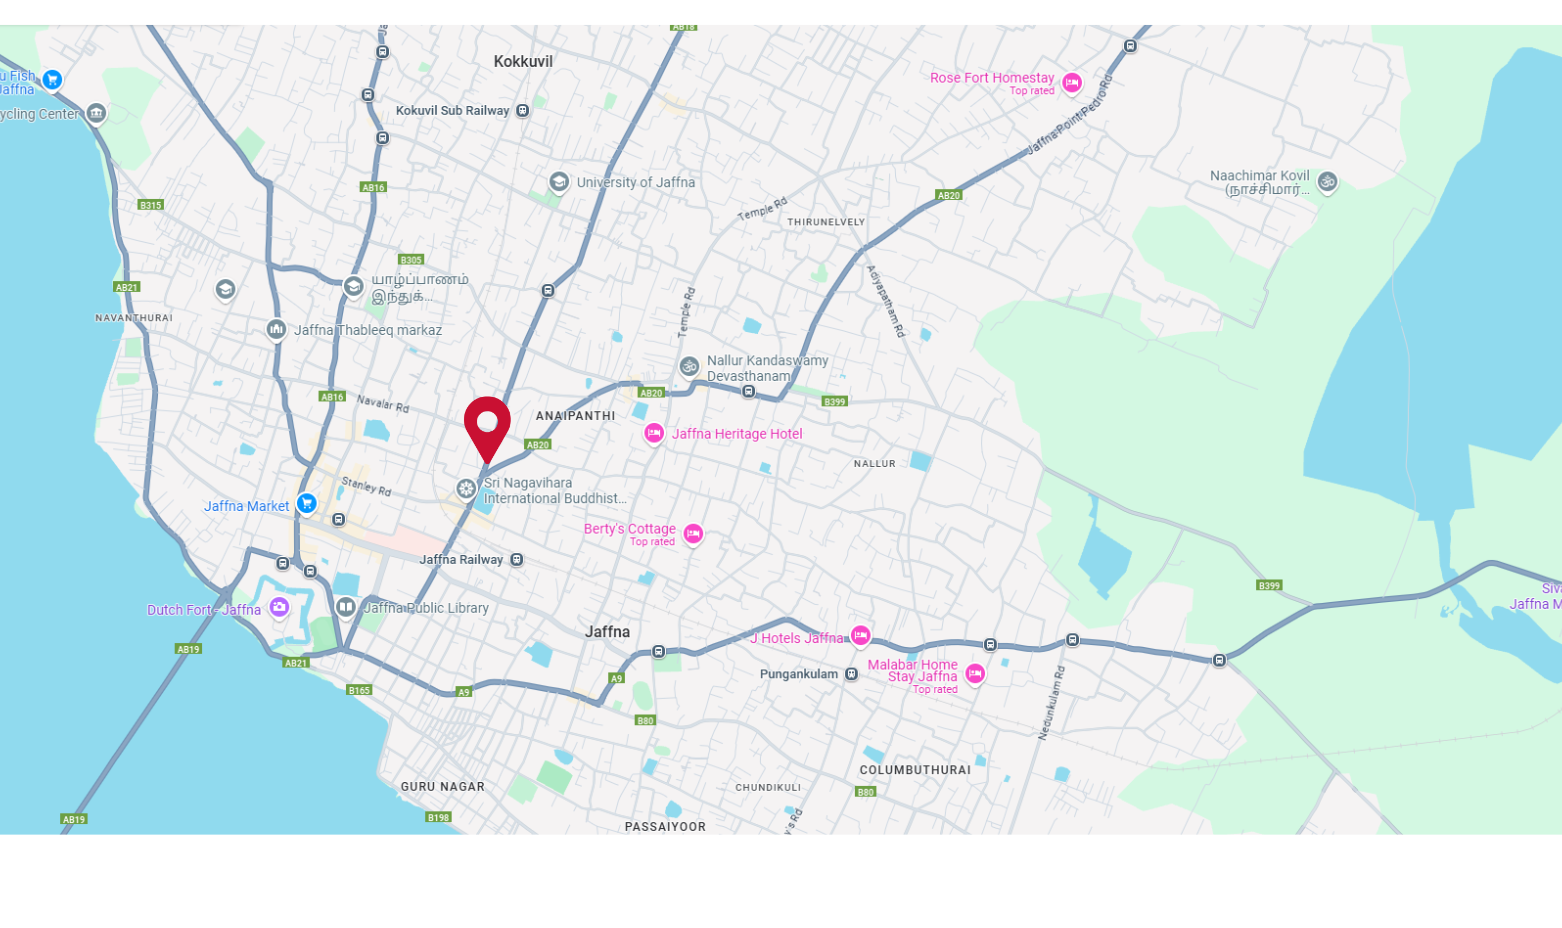 AB18
Kokkuvil
Rose Fort Homestay
Top rated
u Fish
Jaffna
ycling Center
Kokuvil Sub Railway
Jaffna Point Pedro Rd
University of Jaffna
Naachimar Kovil
(நாச்சிமார்...
AB16
AB20
B315
Temple Rd
THIRUNELVELY
B305
யாழ்ப்பாணம்
இந்துக்...
AB21
Adiyapatham Rd
Temple Rd
NAVANTHURAI
Jaffna Thableeq markaz
Nallur Kandaswamy
Devasthanam
AB20
AB16
Navalar Rd
B399
ANAIPANTHI
Jaffna Heritage Hotel
AB20
NALLUR
Stanley Rd
Sri Nagavihara
International Buddhist...
Jaffna Market
Berty's Cottage
Top rated
Jaffna Railway
B399
Siva
Jaffna M
Dutch Fort - Jaffna
Jaffna Public Library
Jaffna
J Hotels Jaffna
AB19
AB21
Pungankulam
Malabar Home
Stay Jaffna
Top rated
A9
B165
A9
Nedunkulam Rd
B80
COLUMBUTHURAI
GURU NAGAR
CHUNDIKULI
B80
AB19
B198
PASSAIYOOR
y's Rd